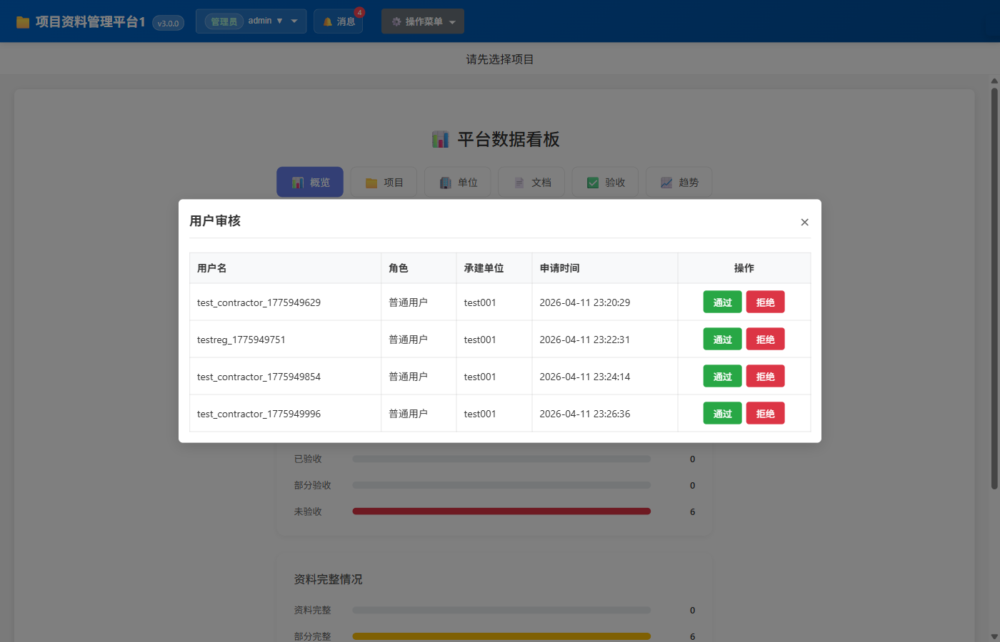 项目资料管理平台1 v3.0.0 管理员 admin ▼ 消息 4 操作菜单
请先选择项目
平台数据看板
概览 项目 单位 文档 验收 趋势
用户审核 ×
用户名 角色 承建单位 申请时间 操作
test_contractor_1775949629 普通用户 test001 2026-04-11 23:20:29 通过 拒绝
testreg_1775949751 普通用户 test001 2026-04-11 23:22:31 通过 拒绝
test_contractor_1775949854 普通用户 test001 2026-04-11 23:24:14 通过 拒绝
test_contractor_1775949996 普通用户 test001 2026-04-11 23:26:36 通过 拒绝
已验收 0
部分验收 0
未验收 6
资料完整情况
资料完整 0
部分完整 6